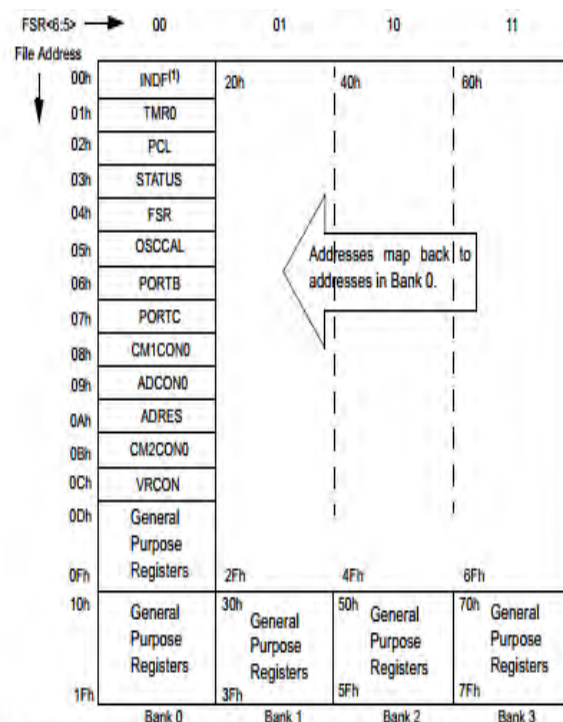 FSR<6:5> 00 01 10 11
File Address
00h INDF(1) 20h 40h 60h
01h TMR0
02h PCL
03h STATUS
04h FSR
05h OSCCAL
Addresses map back to
06h PORTB
addresses in Bank 0.
07h PORTC
08h CM1CON0
09h ADCON0
0Ah ADRES
0Bh CM2CON0
0Ch VRCON
0Dh General
Purpose
0Fh Registers 2Fh 4Fh 6Fh
10h 30h 50h 70h
General General General General
Purpose Purpose Purpose Purpose
Registers Registers Registers Registers
1Fh 3Fh 5Fh 7Fh
Bank 0 Bank 1 Bank 2 Bank 3